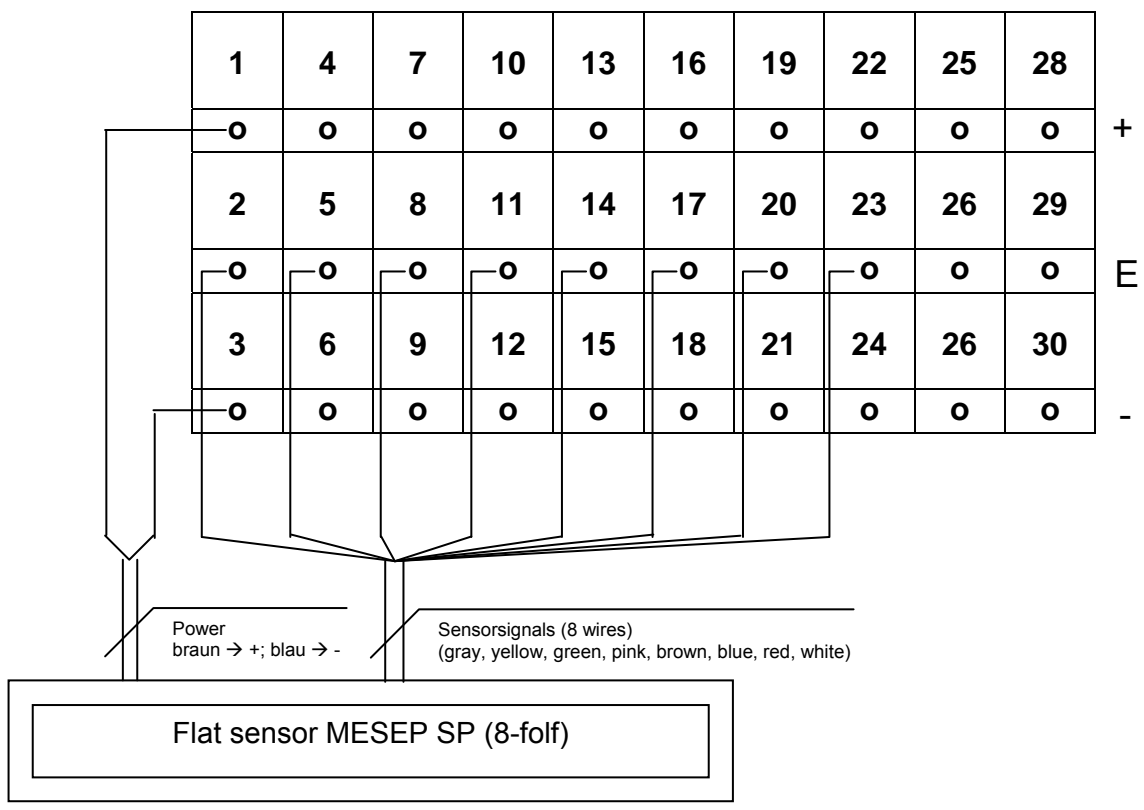 1 4 7 10 13 16 19 22 25 28
o o o o o o o o o o +
2 5 8 11 14 17 20 23 26 29
o o o o o o o o o o E
3 6 9 12 15 18 21 24 26 30
o o o o o o o o o o -
Power
braun → +; blau → -
Sensorsignals (8 wires)
(gray, yellow, green, pink, brown, blue, red, white)
Flat sensor MESEP SP (8-folf)